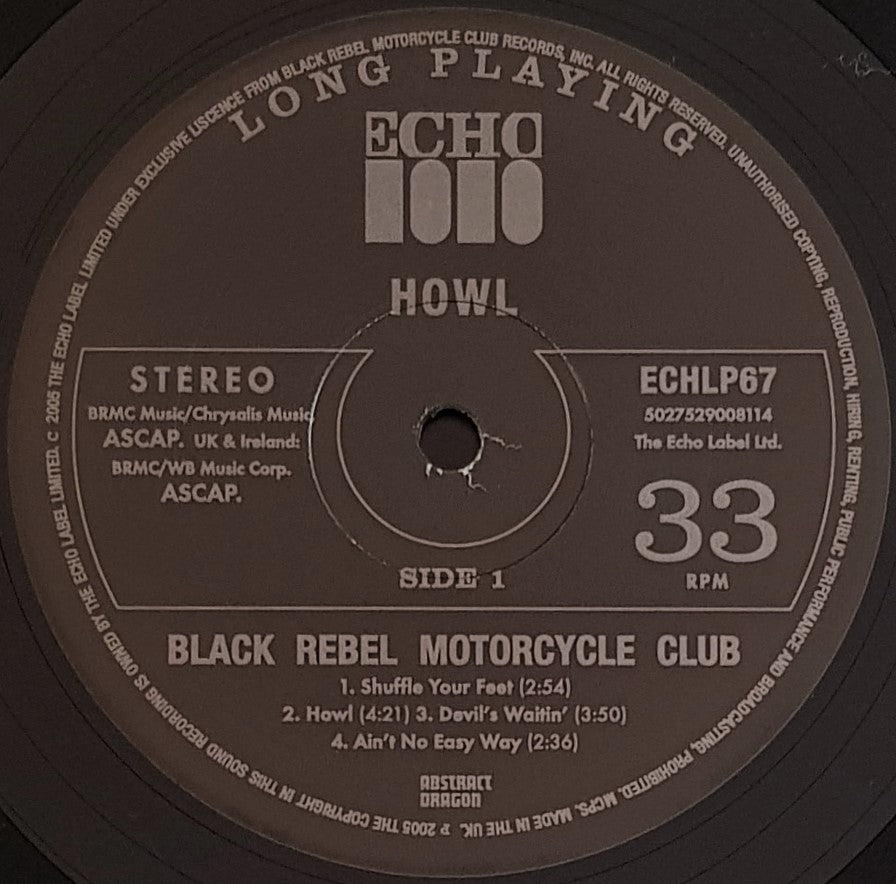 ℗ 2005 THE COPYRIGHT IN THIS SOUND RECORDING IS OWNED BY THE ECHO LABEL LIMITED. C 2005 THE ECHO LABEL LIMITED UNDER EXCLUSIVE LISCENCE FROM BLACK REBEL MOTORCYCLE CLUB RECORDS, INC. ALL RIGHTS RESERVED. UNAUTHORISED COPYING, REPRODUCTION, HIRING, RENTING, PUBLIC PERFORMANCE AND BROADCASTING, PROHIBITED. MCPS. MADE IN THE UK.
LONG PLAYING
ECHO
HOWL
STEREO
BRMC Music/Chrysalis Music
ASCAP. UK & Ireland:
BRMC/WB Music Corp.
ASCAP.
ECHLP67
5027529008114
The Echo Label Ltd.
33
RPM
SIDE 1
BLACK REBEL MOTORCYCLE CLUB
1. Shuffle Your Feet (2:54)
2. Howl (4:21) 3. Devil's Waitin' (3:50)
4. Ain't No Easy Way (2:36)
ABSTRACT
DRAGON